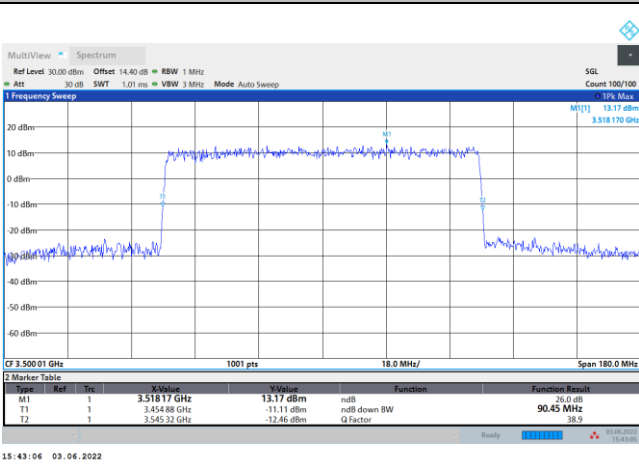 MultiView Spectrum
Ref Level 30.00 dBm Offset 14.40 dB RBW 1 MHz SGL
Att 30 dB SWT 1.01 ms VBW 3 MHz Mode Auto Sweep Count 100/100
1 Frequency Sweep 1Pk Max
M1[1] 13.17 dBm
3.518 170 GHz
M1
20 dBm
10 dBm
0 dBm
T1
T2
-10 dBm
-20 dBm
-30 dBm
-40 dBm
-50 dBm
-60 dBm
CF 3.500 01 GHz 1001 pts 18.0 MHz/ Span 180.0 MHz
2 Marker Table
Type Ref Trc X-Value Y-Value Function Function Result
M1 1 3.518 17 GHz 13.17 dBm ndB 26.0 dB
T1 1 3.454 88 GHz -11.11 dBm ndB down BW 90.45 MHz
T2 1 3.545 32 GHz -12.46 dBm Q Factor 38.9
Ready 03.06.2022
15:43:05
15:43:06 03.06.2022